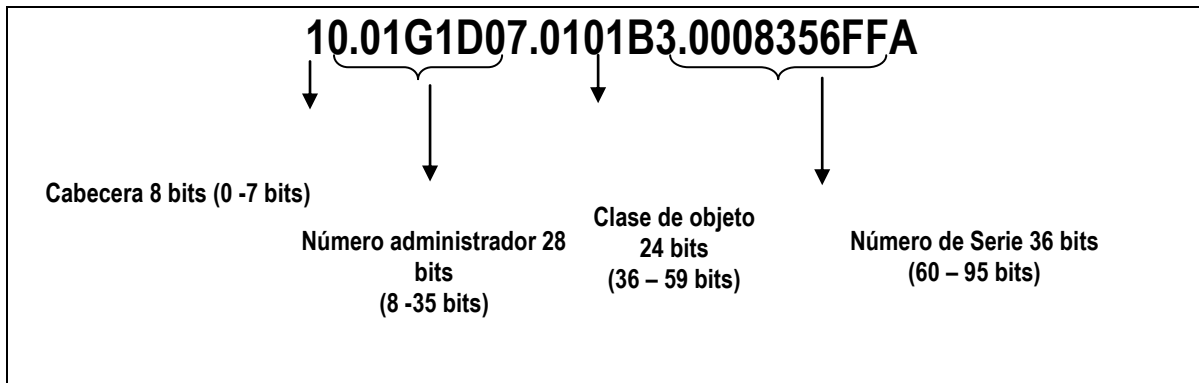 10.01G1D07.0101B3.0008356FFA
Cabecera 8 bits (0 -7 bits)
Número administrador 28
bits
(8 -35 bits)
Clase de objeto
24 bits
(36 – 59 bits)
Número de Serie 36 bits
(60 – 95 bits)